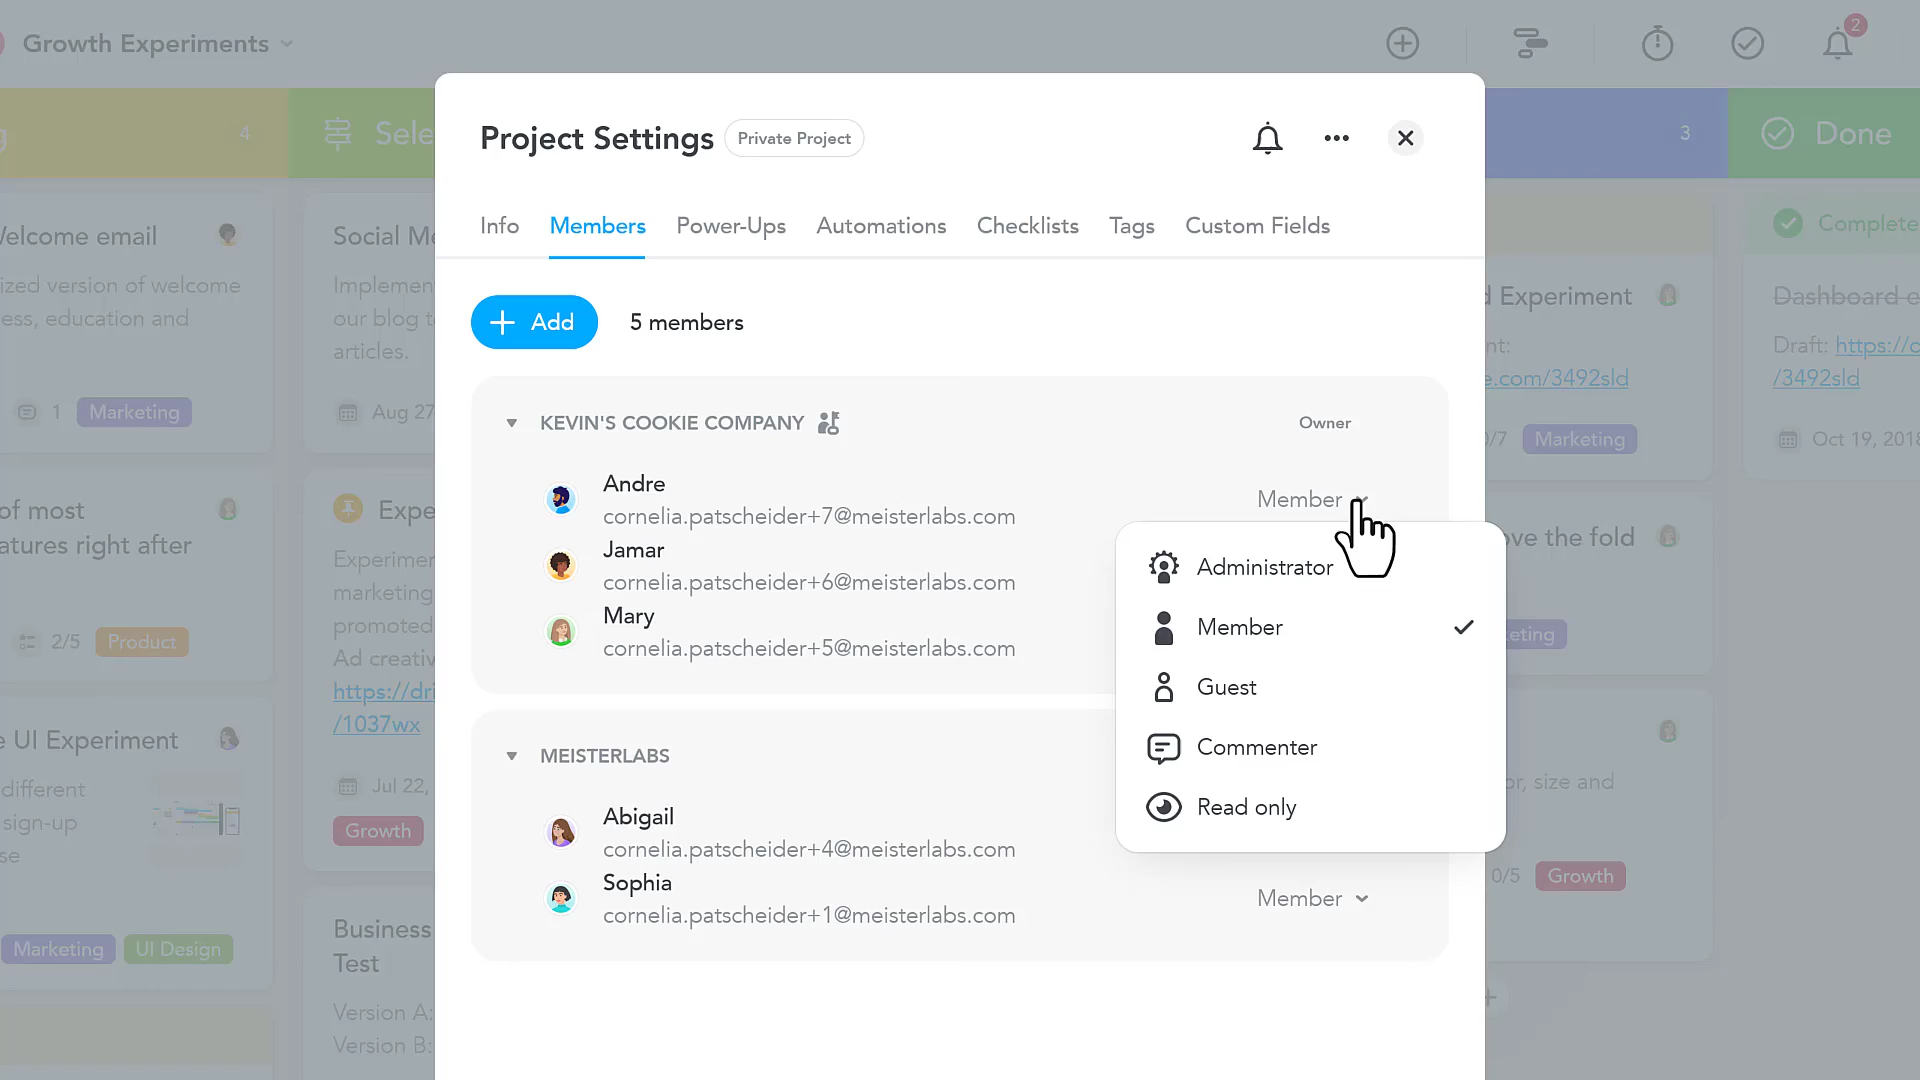 Growth Experiments
2
4
Sele
3
Done
Project Settings
Private Project
Info
Members
Power-Ups
Automations
Checklists
Tags
Custom Fields
Add
5 members
KEVIN'S COOKIE COMPANY
Owner
Andre
cornelia.patscheider+7@meisterlabs.com
Member
Jamar
cornelia.patscheider+6@meisterlabs.com
Mary
cornelia.patscheider+5@meisterlabs.com
Administrator
Member
Guest
Commenter
Read only
MEISTERLABS
Abigail
cornelia.patscheider+4@meisterlabs.com
Sophia
cornelia.patscheider+1@meisterlabs.com
Member
Welcome email
ized version of welcome
ess, education and
1
Marketing
of most
atures right after
2/5
Product
e UI Experiment
different
sign-up
se
Marketing
UI Design
Social Me
Implemen
our blog to
articles.
Aug 27
Expe
Experimen
marketing
promoted
Ad creativ
https://dri
/1037wx
Jul 22,
Growth
Business
Test
Version A:
Version B:
d Experiment
nt:
e.com/3492sld
0/7
Marketing
ove the fold
keting
or, size and
0/5
Growth
Complete
Dashboard e
Draft: https://d
/3492sld
Oct 19, 2018